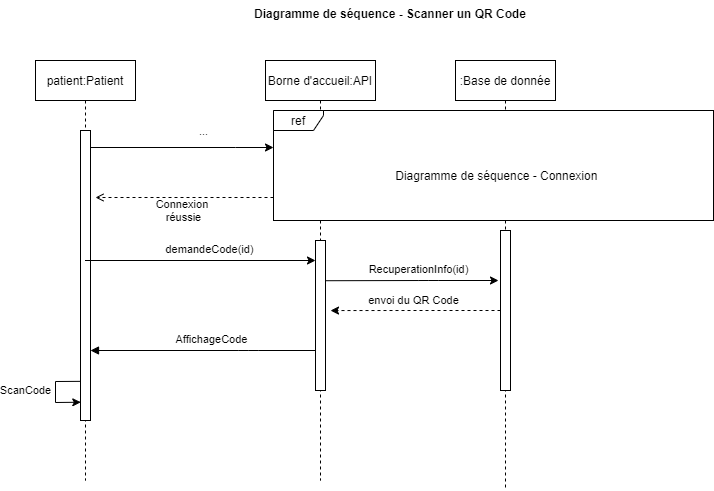 Diagramme de séquence - Scanner un QR Code
patient:Patient
Borne d'accueil:API
:Base de donnée
ref
...
Diagramme de séquence - Connexion
Connexion
réussie
demandeCode(id)
RecuperationInfo(id)
envoi du QR Code
AffichageCode
ScanCode